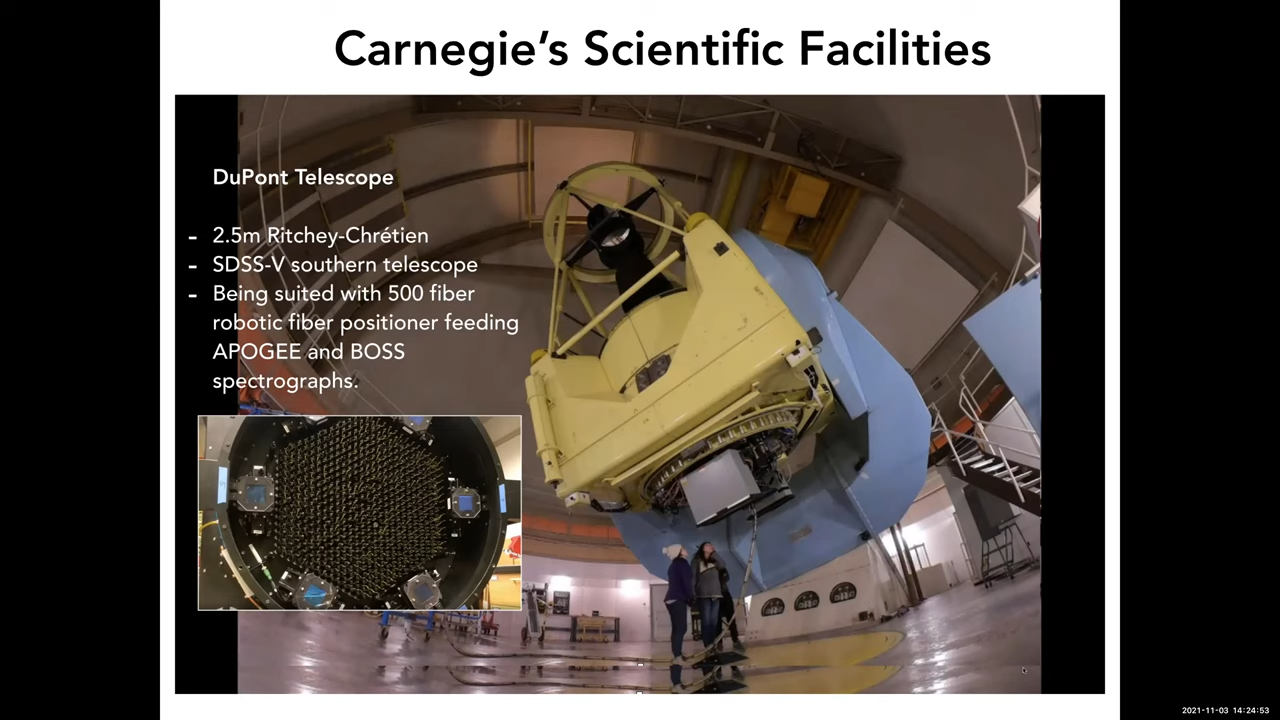 Carnegie’s Scientific Facilities
DuPont Telescope
- 2.5m Ritchey-Chrétien
- SDSS-V southern telescope
- Being suited with 500 fiber
robotic fiber positioner feeding
APOGEE and BOSS
spectrographs.
2021-11-03 14:24:53